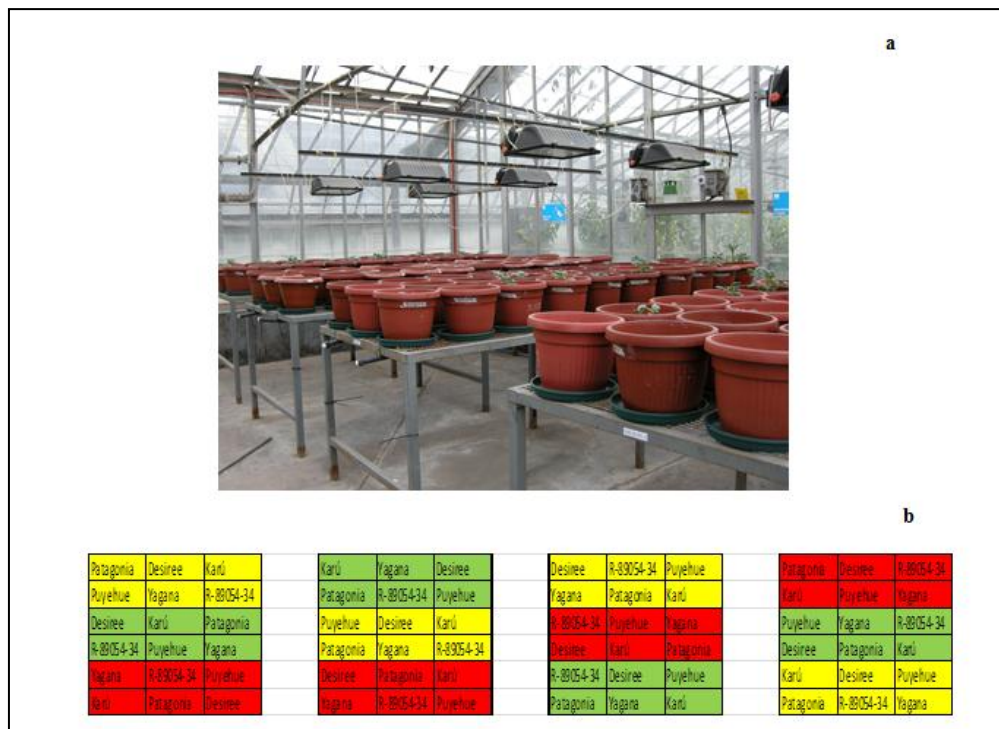 a
b
Patagonia Desiree Karú Karú Yagana Desiree Desiree R-89054-34 Puyehue Patagonia Desiree R-89054-34
Puyehue Yagana R-89054-34 Patagonia R-89054-34 Puyehue Yagana Patagonia Karú Karú Puyehue Yagana
Desiree Karú Patagonia Puyehue Desiree Karú R-89054-34 Puyehue Yagana Puyehue Yagana R-89054-34
R-89054-34 Puyehue Yagana Patagonia Yagana R-89054-34 Desiree Karú Patagonia Desiree Patagonia Karú
Yagana R-89054-34 Puyehue Desiree Patagonia Karú R-89054-34 Desiree Puyehue Karú Desiree Puyehue
Karú Patagonia Desiree Yagana R-89054-34 Puyehue Patagonia Yagana Karú Patagonia R-89054-34 Yagana